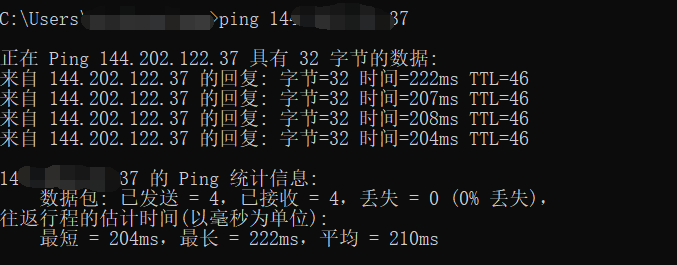 C:\Users\>ping 14437
正在 Ping 144.202.122.37 具有 32 字节的数据:
来自 144.202.122.37 的回复: 字节=32 时间=222ms TTL=46
来自 144.202.122.37 的回复: 字节=32 时间=207ms TTL=46
来自 144.202.122.37 的回复: 字节=32 时间=208ms TTL=46
来自 144.202.122.37 的回复: 字节=32 时间=204ms TTL=46
14 37 的 Ping 统计信息:
数据包: 已发送 = 4，已接收 = 4，丢失 = 0 (0% 丢失)，
往返行程的估计时间(以毫秒为单位):
最短 = 204ms，最长 = 222ms，平均 = 210ms